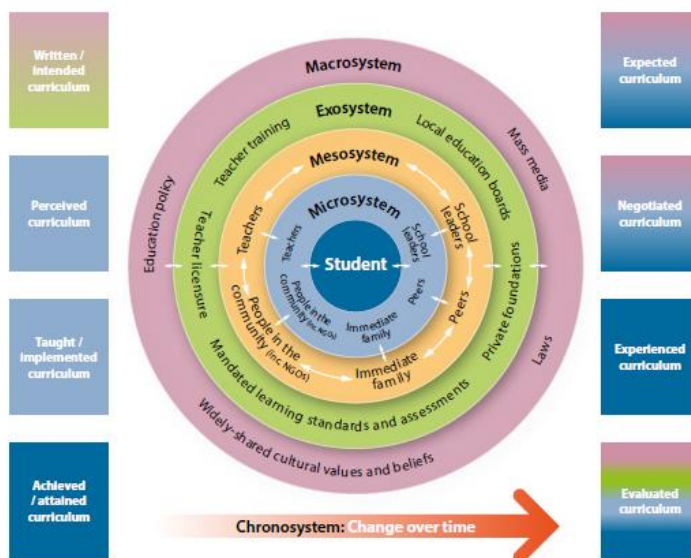 Written /
intended
curriculum
Perceived
curriculum
Taught /
implemented
curriculum
Achieved
/ attained
curriculum
Macrosystem
Education policy
Mass media
Laws
Widely-shared cultural values and beliefs
Exosystem
Teacher training
Local education boards
Teacher licensure
Private foundations
Mandated learning standards and assessments
Mesosystem
Teachers
School
leaders
People in the
community (inc NGOs)
Peers
Immediate
family
Microsystem
Teachers
School
leaders
People in the
community (inc NGOs)
Peers
Immediate
family
Student
Chronosystem: Change over time
Expected
curriculum
Negotiated
curriculum
Experienced
curriculum
Evaluated
curriculum